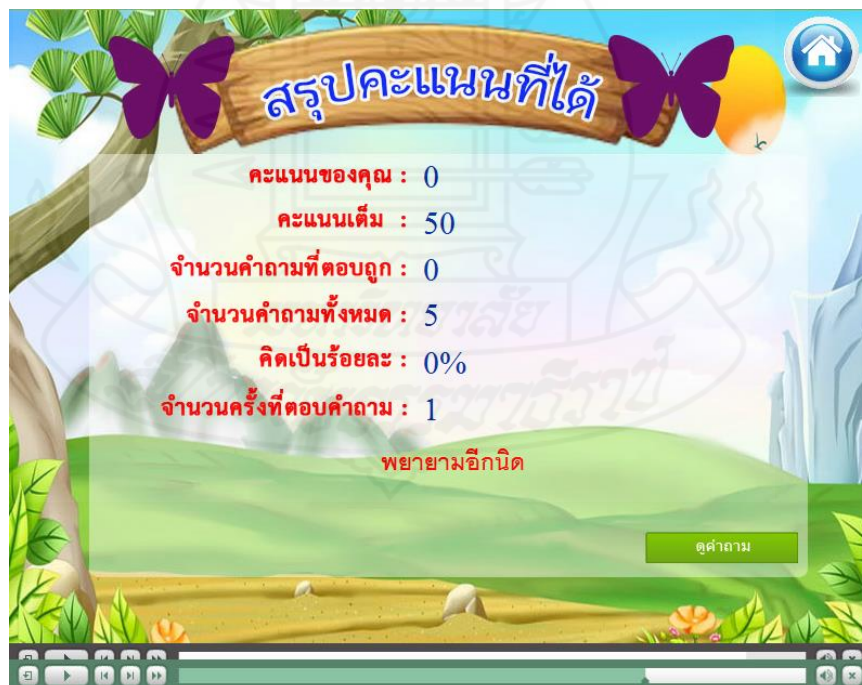 สรุปคะแนนที่ได้
คะแนนของคุณ : 0
คะแนนเต็ม : 50
จำนวนคำถามที่ตอบถูก : 0
จำนวนคำถามทั้งหมด : 5
คิดเป็นร้อยละ : 0%
จำนวนครั้งที่ตอบคำถาม : 1
พยายามอีกนิด
ดูคำถาม